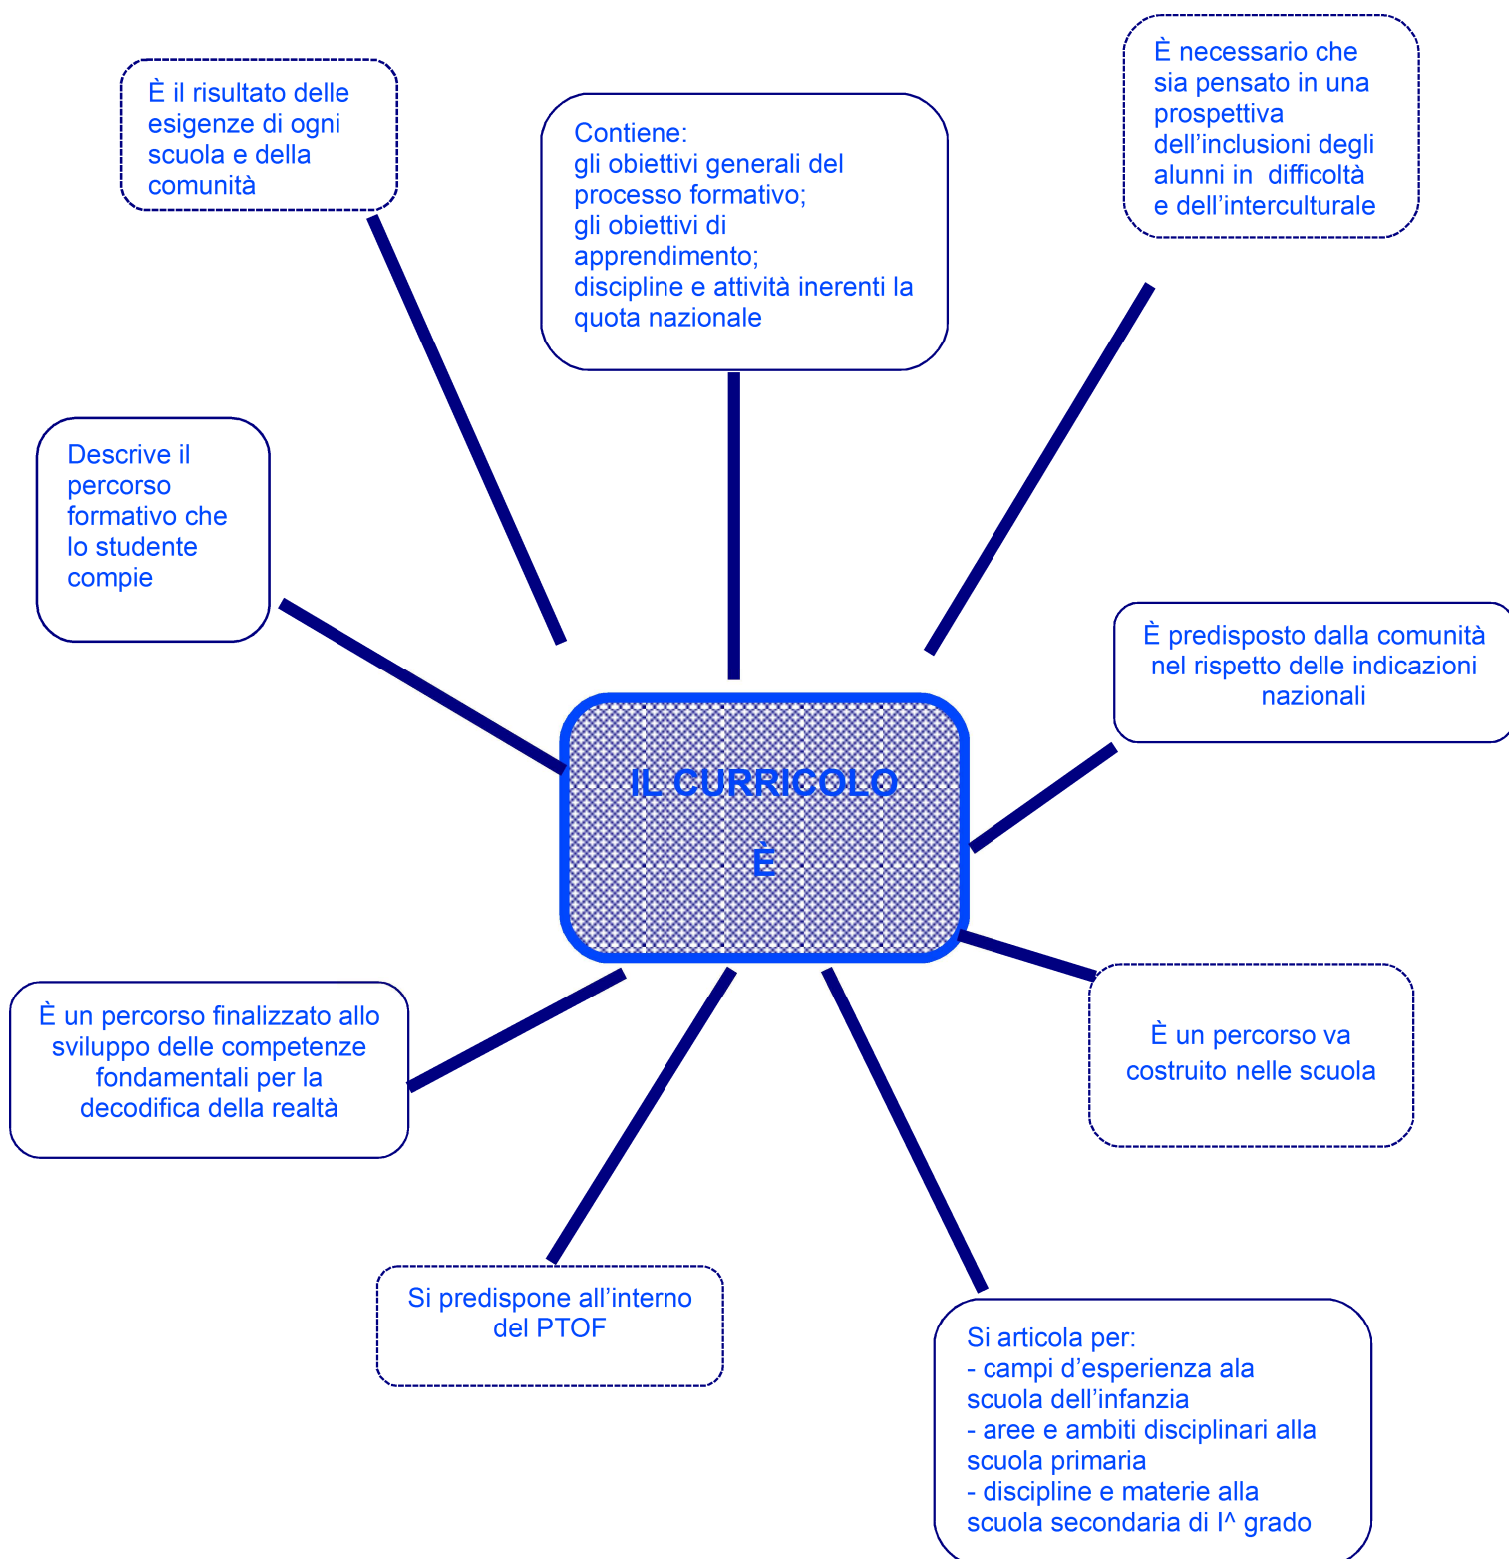 È il risultato delle
esigenze di ogni
scuola e della
comunità
Contiene:
gli obiettivi generali del
processo formativo;
gli obiettivi di
apprendimento;
discipline e attività inerenti la
quota nazionale
È necessario che
sia pensato in una
prospettiva
dell’inclusioni degli
alunni in  difficoltà
e dell’interculturale
Descrive il
percorso
formativo che
lo studente
compie
È predisposto dalla comunità
nel rispetto delle indicazioni
nazionali
IL CURRICOLO
È
È un percorso finalizzato allo
sviluppo delle competenze
fondamentali per la
decodifica della realtà
È un percorso va
costruito nelle scuola
Si predispone all’interno
del PTOF
Si articola per:
- campi d’esperienza ala
scuola dell’infanzia
- aree e ambiti disciplinari alla
scuola primaria
- discipline e materie alla
scuola secondaria di I^ grado